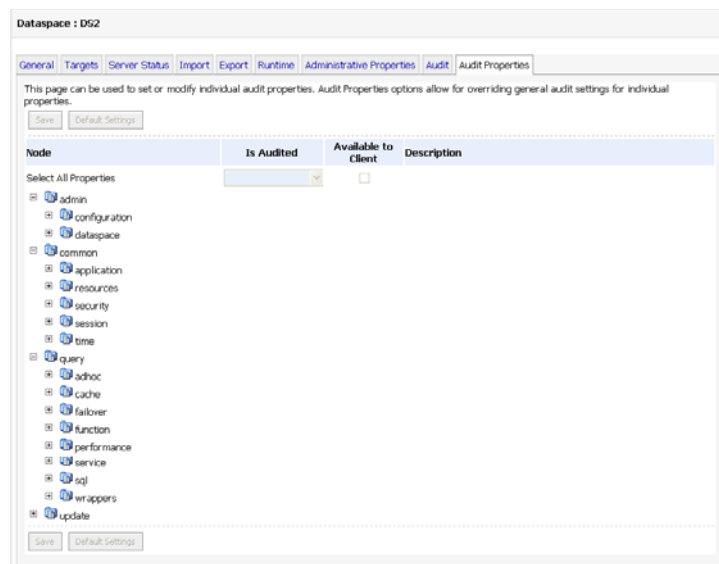 Dataspace : DS2
General Targets Server Status Import Export Runtime Administrative Properties Audit Audit Properties
This page can be used to set or modify individual audit properties. Audit Properties options allow for overriding general audit settings for individual
properties.
Save Default Settings
Node Is Audited Available to Client Description
Select All Properties
admin
configuration
dataspace
common
application
resources
security
session
time
query
adhoc
cache
failover
function
performance
service
sql
wrappers
update
Save Default Settings